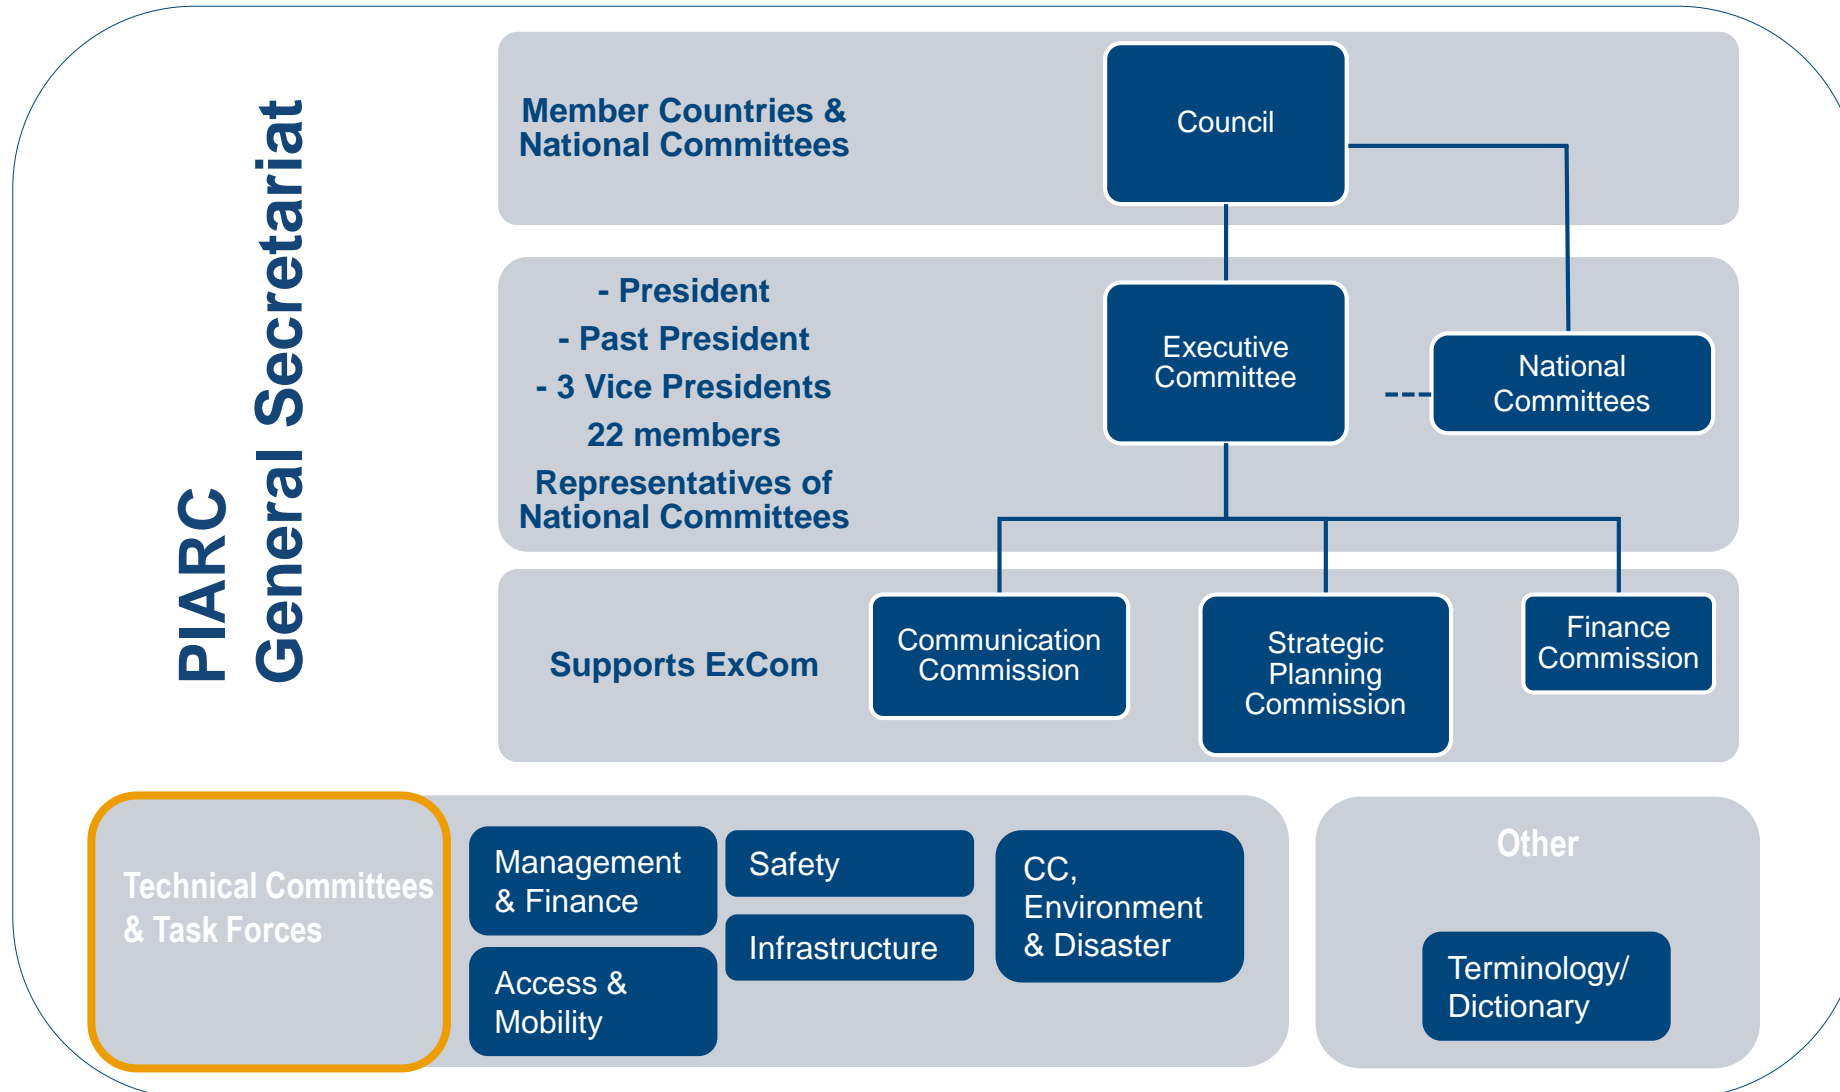 PIARC
General Secretariat
Member Countries &
National Committees
Council
- President
- Past President
- 3 Vice Presidents
22 members
Representatives of
National Committees
Executive
Committee
National
Committees
Supports ExCom
Communication
Commission
Strategic
Planning
Commission
Finance
Commission
Technical Committees
& Task Forces
Management
& Finance
Access &
Mobility
Safety
Infrastructure
CC,
Environment
& Disaster
Other
Terminology/
Dictionary